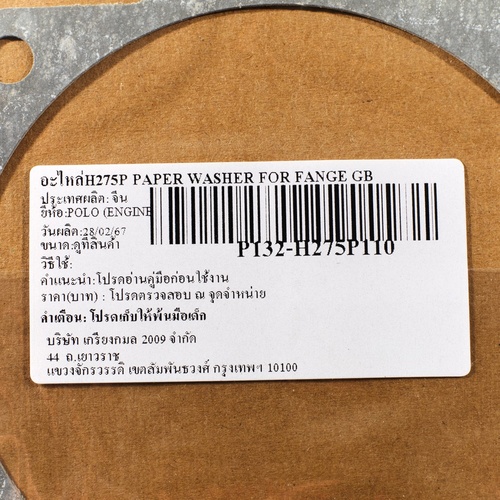 อะไหล่H275P PAPER WASHER FOR FANGE GB
ประเทศผลิต: จีน
ยี่ห้อ:POLO (ENGINE
วันผลิต:28/02/67
ขนาด:ดูที่สินค้า
P132-H275P110
วิธีใช้:
คำแนะนำ:โปรดอ่านคู่มือก่อนใช้งาน
ราคา(บาท) : โปรดตรวจสอบ ณ จุดจำหน่าย
คำเตือน: โปรดเก็บให้พ้นมือเด็ก
บริษัท เกรียงกมล 2009 จำกัด
44 ถ.เยาวราช
แขวงจักรวรรดิ เขตสัมพันธวงศ์ กรุงเทพฯ 10100